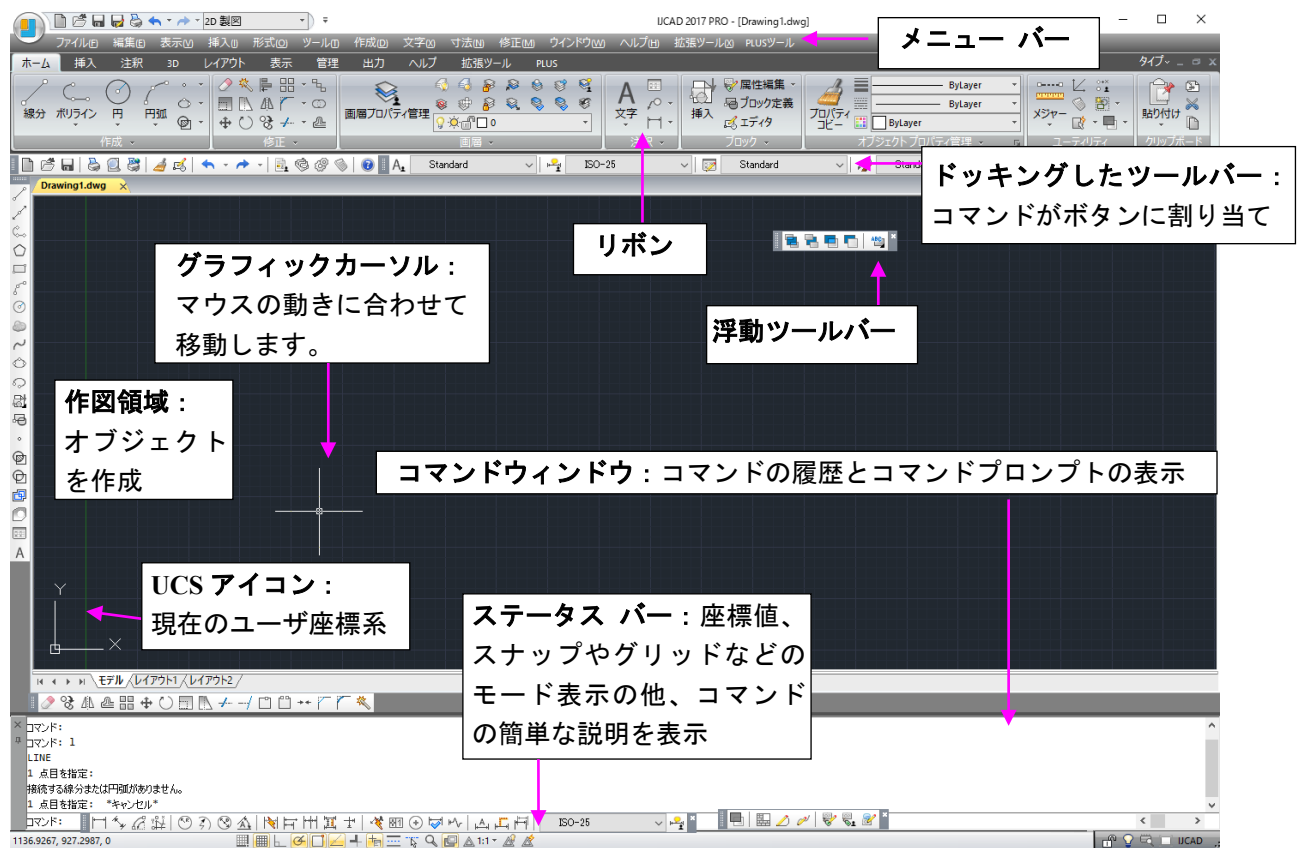 2D 製図
IJCAD 2017 PRO - [Drawing1.dwg]
ファイル(F) 編集(E) 表示(V) 挿入(I) 形式(O) ツール(T) 作成(D) 文字(X) 寸法(N) 修正(M) ウインドウ(W) ヘルプ(H) 拡張ツール(X) PLUSツール
メニュー バー
ホーム 挿入 注釈 3D レイアウト 表示 管理 出力 ヘルプ 拡張ツール PLUS
タイプ
線分 ポリライン 円 円弧
画層プロパティ管理
0
文字
挿入
属性編集
ブロック定義
エディタ
プロパティ
コピー
ByLayer
ByLayer
ByLayer
メジャー
貼り付け
作成 修正 画層 注釈 ブロック オブジェクトプロパティ管理 ユーティリティ クリップボード
Standard ISO-25 Standard
ドッキングしたツールバー：
コマンドがボタンに割り当て
Drawing1.dwg
リボン
グラフィックカーソル：
マウスの動きに合わせて
移動します。
浮動ツールバー
作図領域：
オブジェクト
を作成
コマンドウィンドウ：コマンドの履歴とコマンドプロンプトの表示
UCS アイコン：
現在のユーザ座標系
Y
X
ステータス バー：座標値、
スナップやグリッドなどの
モード表示の他、コマンド
の簡単な説明を表示
モデル レイアウト1 レイアウト2
コマンド:
コマンド: l
LINE
1 点目を指定:
接続する線分または円弧がありません。
1 点目を指定: *キャンセル*
コマンド:
ISO-25
1136.9267, 927.2987, 0
1:1
IJCAD